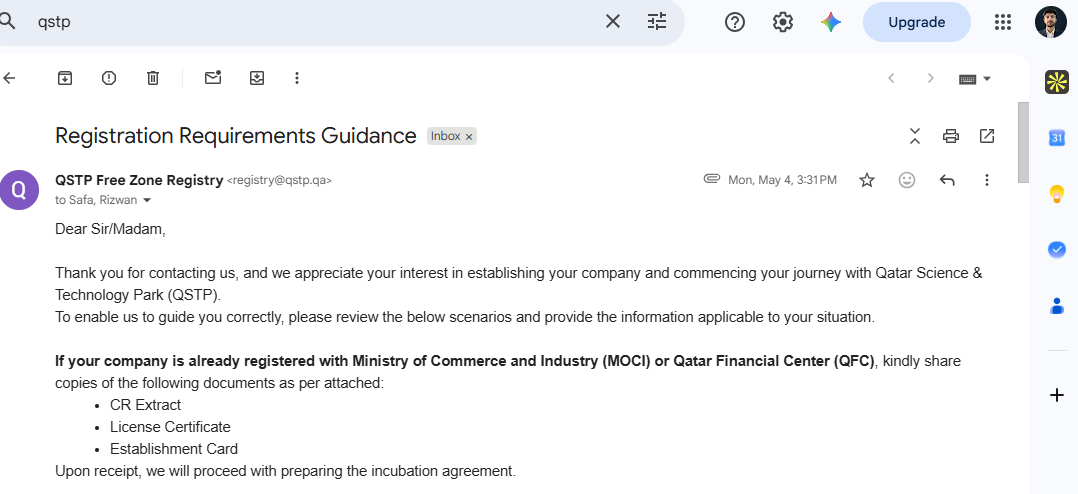 qstp
Upgrade
Registration Requirements Guidance Inbox ×
Q
QSTP Free Zone Registry <registry@qstp.qa>
Mon, May 4, 3:31 PM
to Safa, Rizwan
31
Dear Sir/Madam,
Thank you for contacting us, and we appreciate your interest in establishing your company and commencing your journey with Qatar Science &
Technology Park (QSTP).
To enable us to guide you correctly, please review the below scenarios and provide the information applicable to your situation.
If your company is already registered with Ministry of Commerce and Industry (MOCI) or Qatar Financial Center (QFC), kindly share
copies of the following documents as per attached:
• CR Extract
• License Certificate
• Establishment Card
Upon receipt, we will proceed with preparing the incubation agreement.